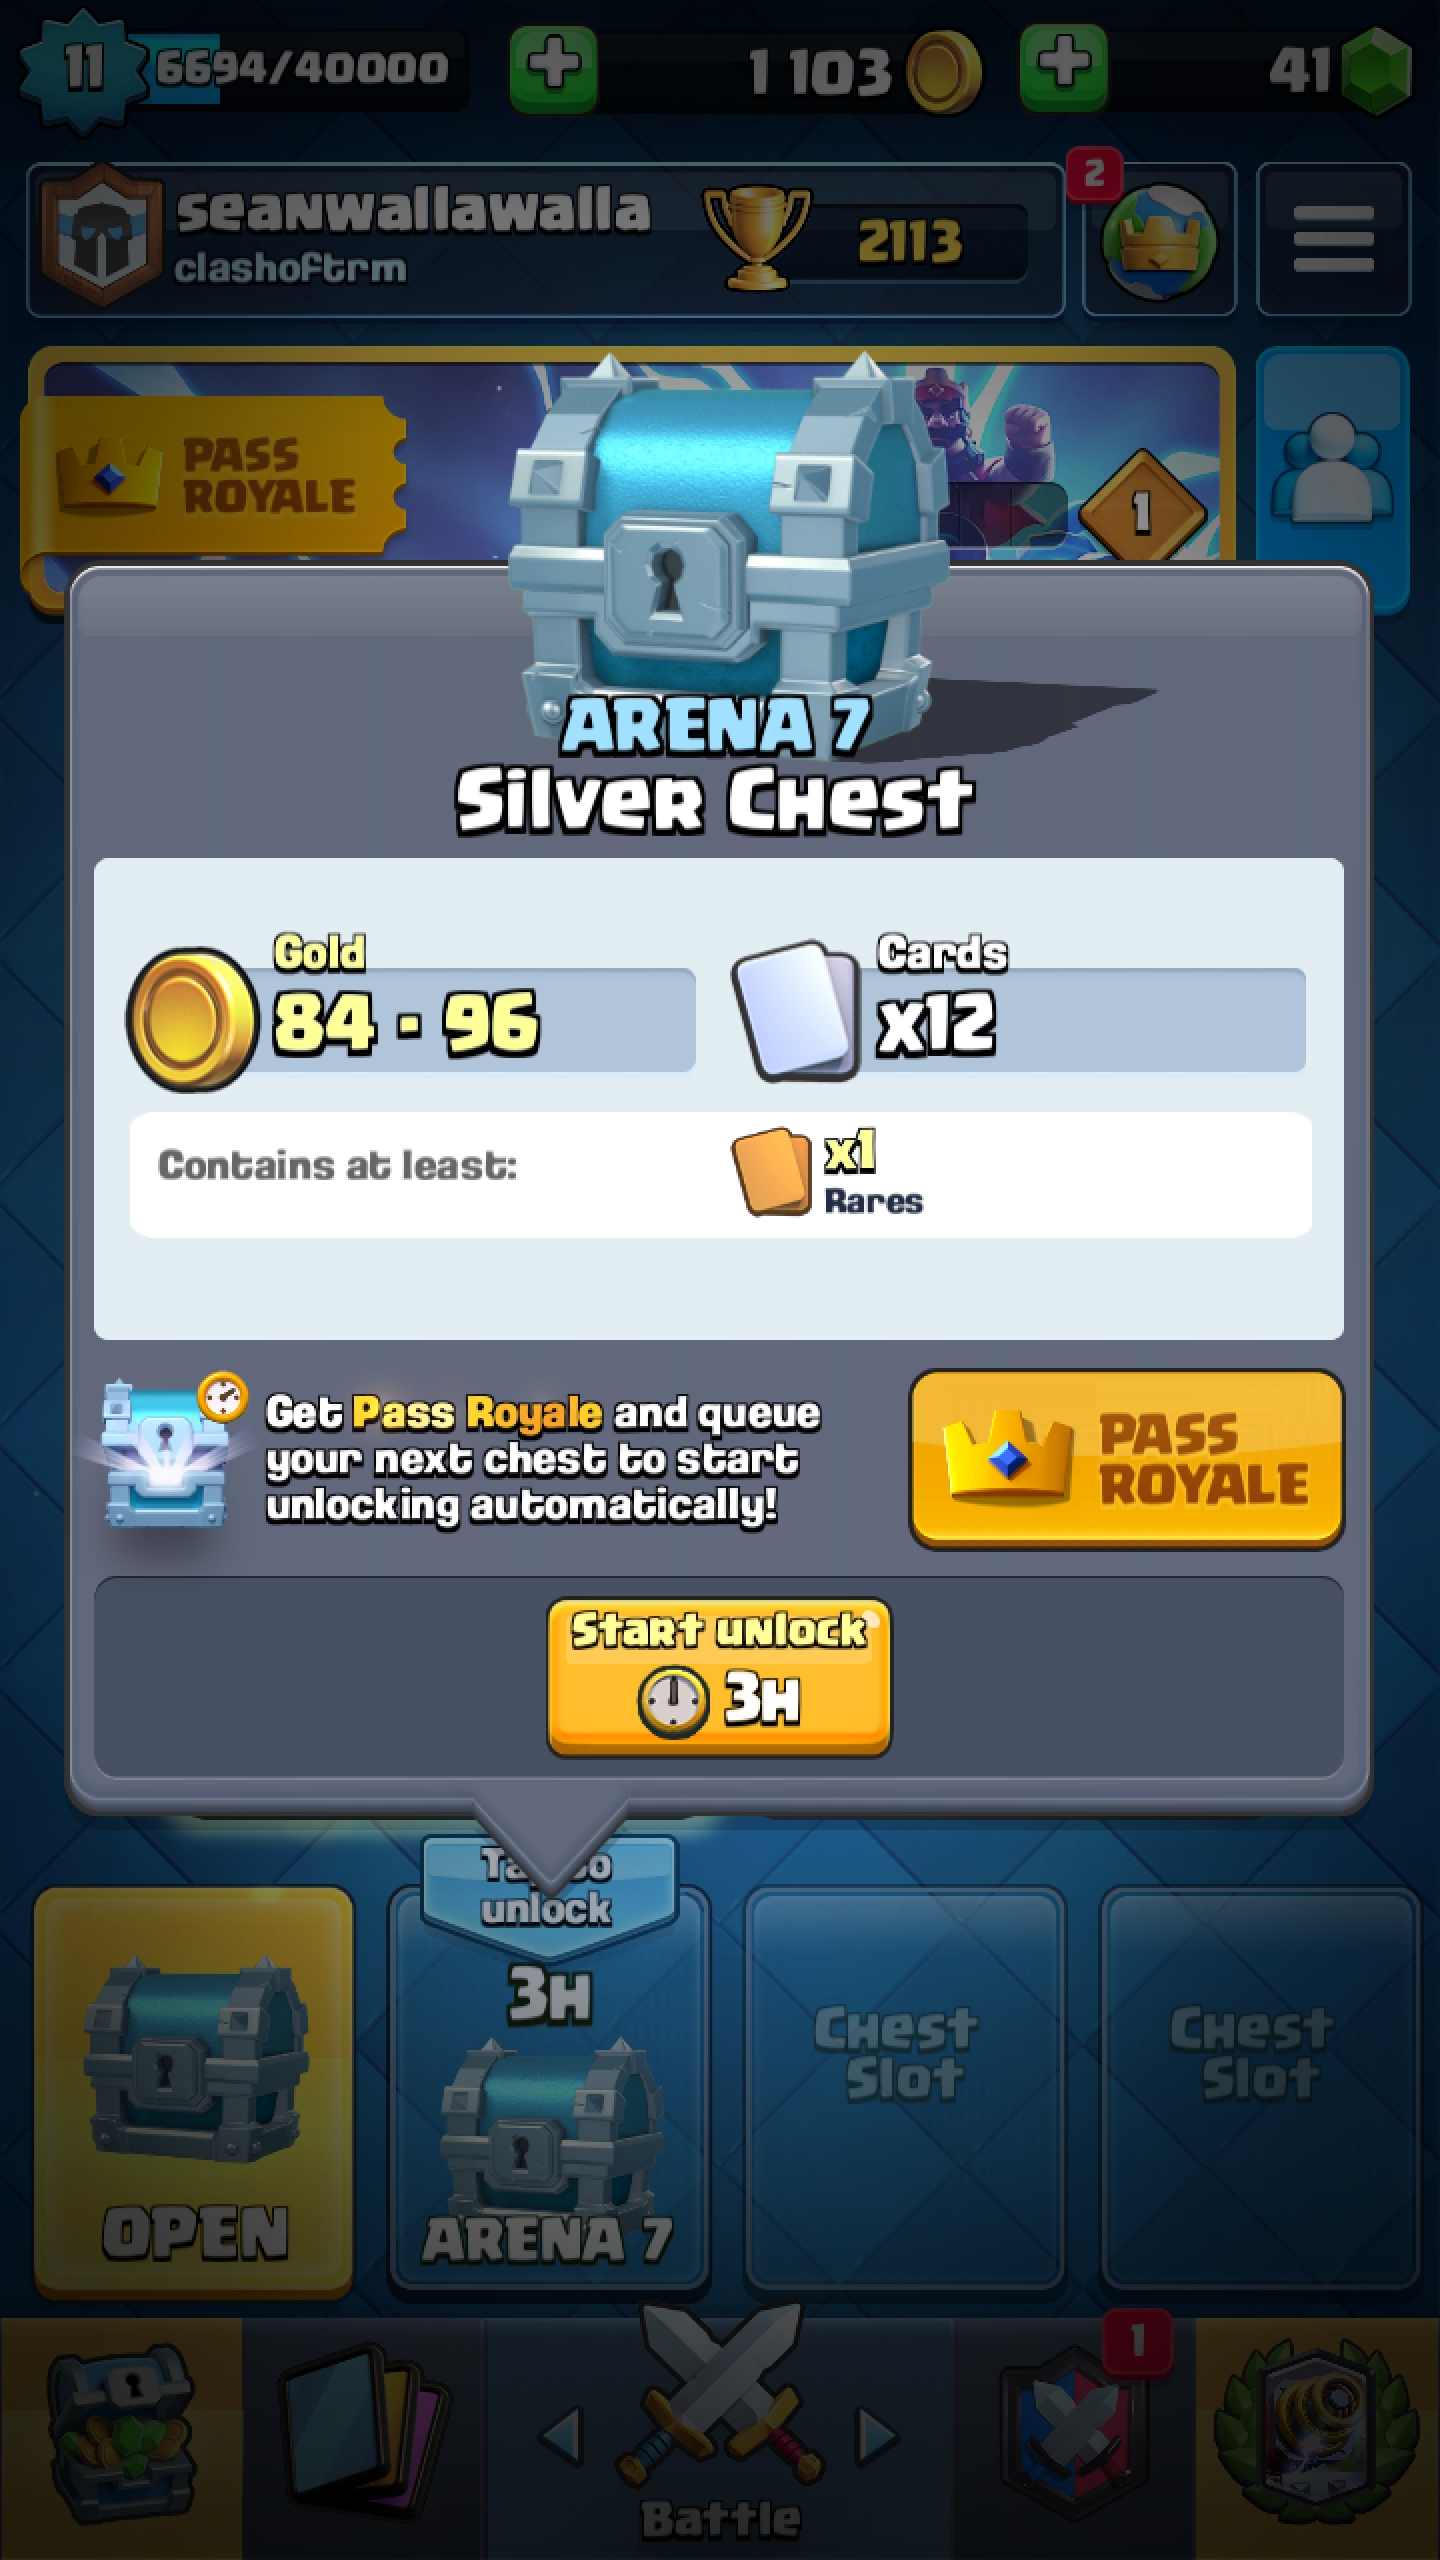 11
6694/40000
1 103
41
seanwallawalla
clashoftrm
2113
2
PASS
ROYALE
1
ARENA 7
Silver Chest
Gold
84 - 96
Cards
x12
Contains at least:
x1
Rares
Get Pass Royale and queue
your next chest to start
unlocking automatically!
PASS
ROYALE
Start unlock
3H
unlock
3H
Chest
Slot
Chest
Slot
OPEN
ARENA 7
1
Battle